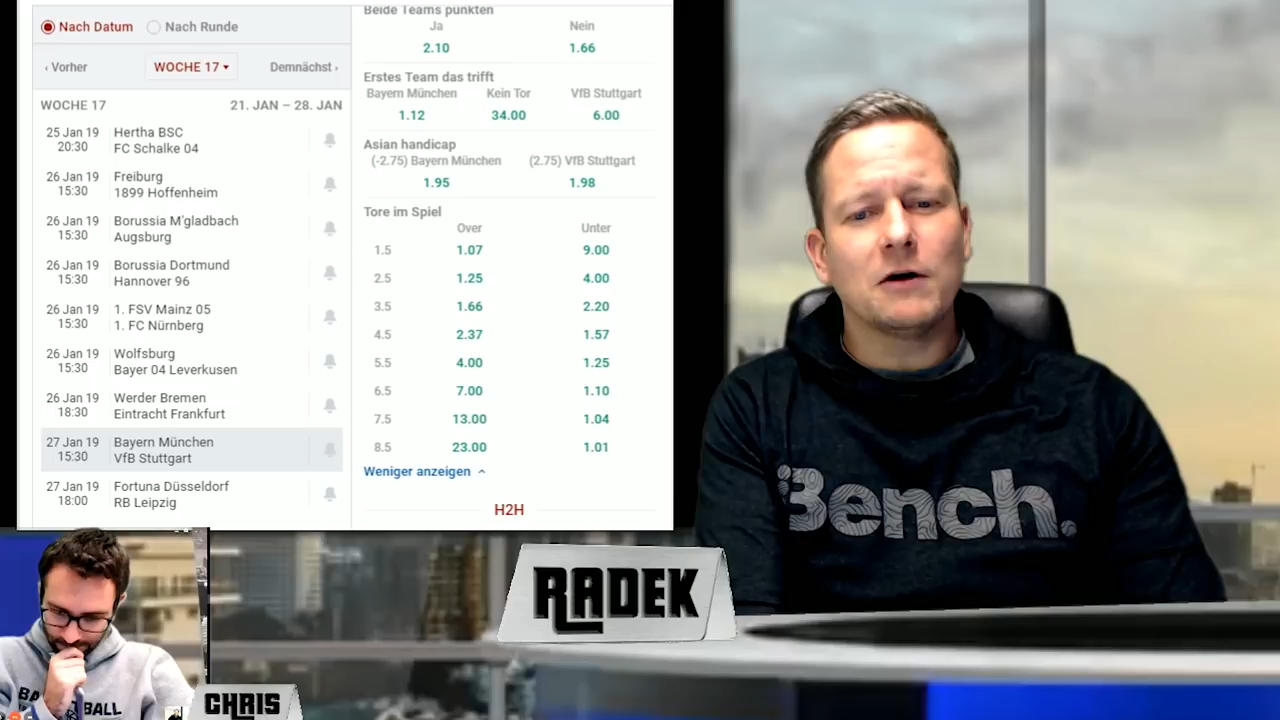 Nach Datum Nach Runde
‹ Vorher WOCHE 17 Demnächst ›
WOCHE 17 21. JAN – 28. JAN
25 Jan 19 Hertha BSC
20:30 FC Schalke 04
26 Jan 19 Freiburg
15:30 1899 Hoffenheim
26 Jan 19 Borussia M'gladbach
15:30 Augsburg
26 Jan 19 Borussia Dortmund
15:30 Hannover 96
26 Jan 19 1. FSV Mainz 05
15:30 1. FC Nürnberg
26 Jan 19 Wolfsburg
15:30 Bayer 04 Leverkusen
26 Jan 19 Werder Bremen
18:30 Eintracht Frankfurt
27 Jan 19 Bayern München
15:30 VfB Stuttgart
27 Jan 19 Fortuna Düsseldorf
18:00 RB Leipzig
Beide Teams punkten
Ja Nein
2.10 1.66
Erstes Team das trifft
Bayern München Kein Tor VfB Stuttgart
1.12 34.00 6.00
Asian handicap
(-2.75) Bayern München (2.75) VfB Stuttgart
1.95 1.98
Tore im Spiel
Over Unter
1.5 1.07 9.00
2.5 1.25 4.00
3.5 1.66 2.20
4.5 2.37 1.57
5.5 4.00 1.25
6.5 7.00 1.10
7.5 13.00 1.04
8.5 23.00 1.01
Weniger anzeigen
H2H
Bench.
RADEK
CHRIS